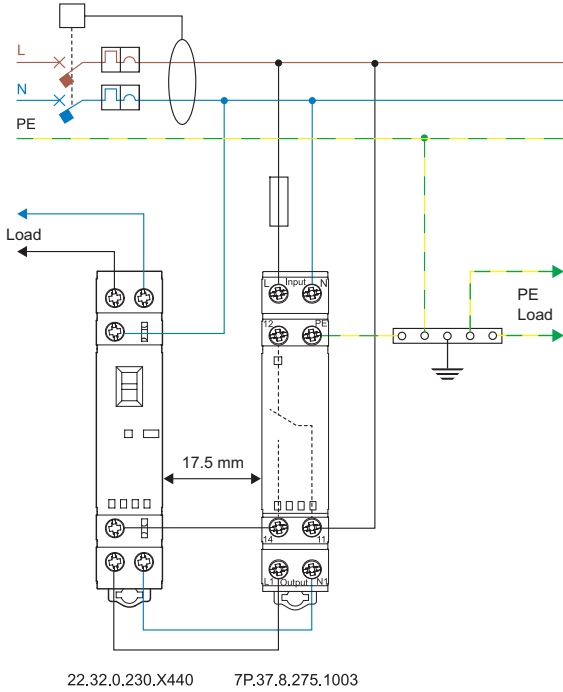 L
N
PE
Load
L Input N
12 PE
PE
Load
17.5 mm
14 11
L1 Output N1
22.32.0.230.X440 7P.37.8.275.1003